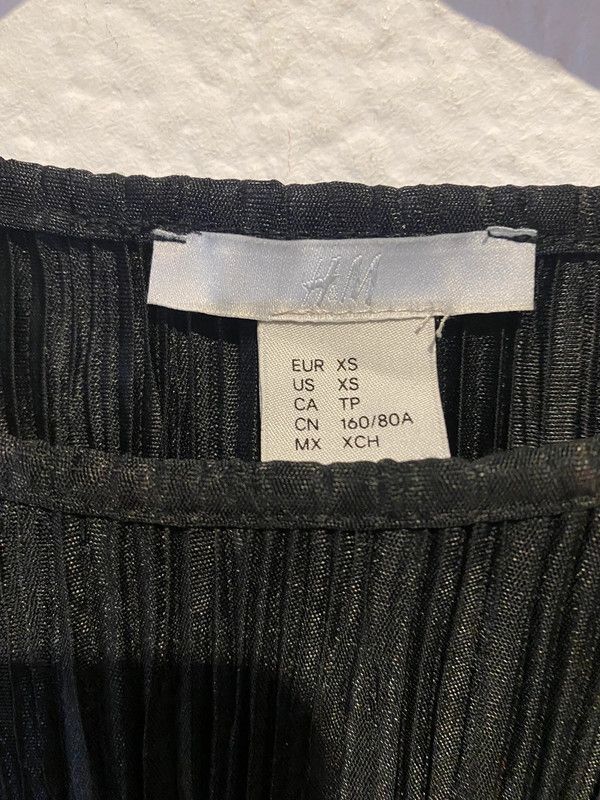 H&M
EUR XS
US XS
CA TP
CN 160/80A
MX XCH